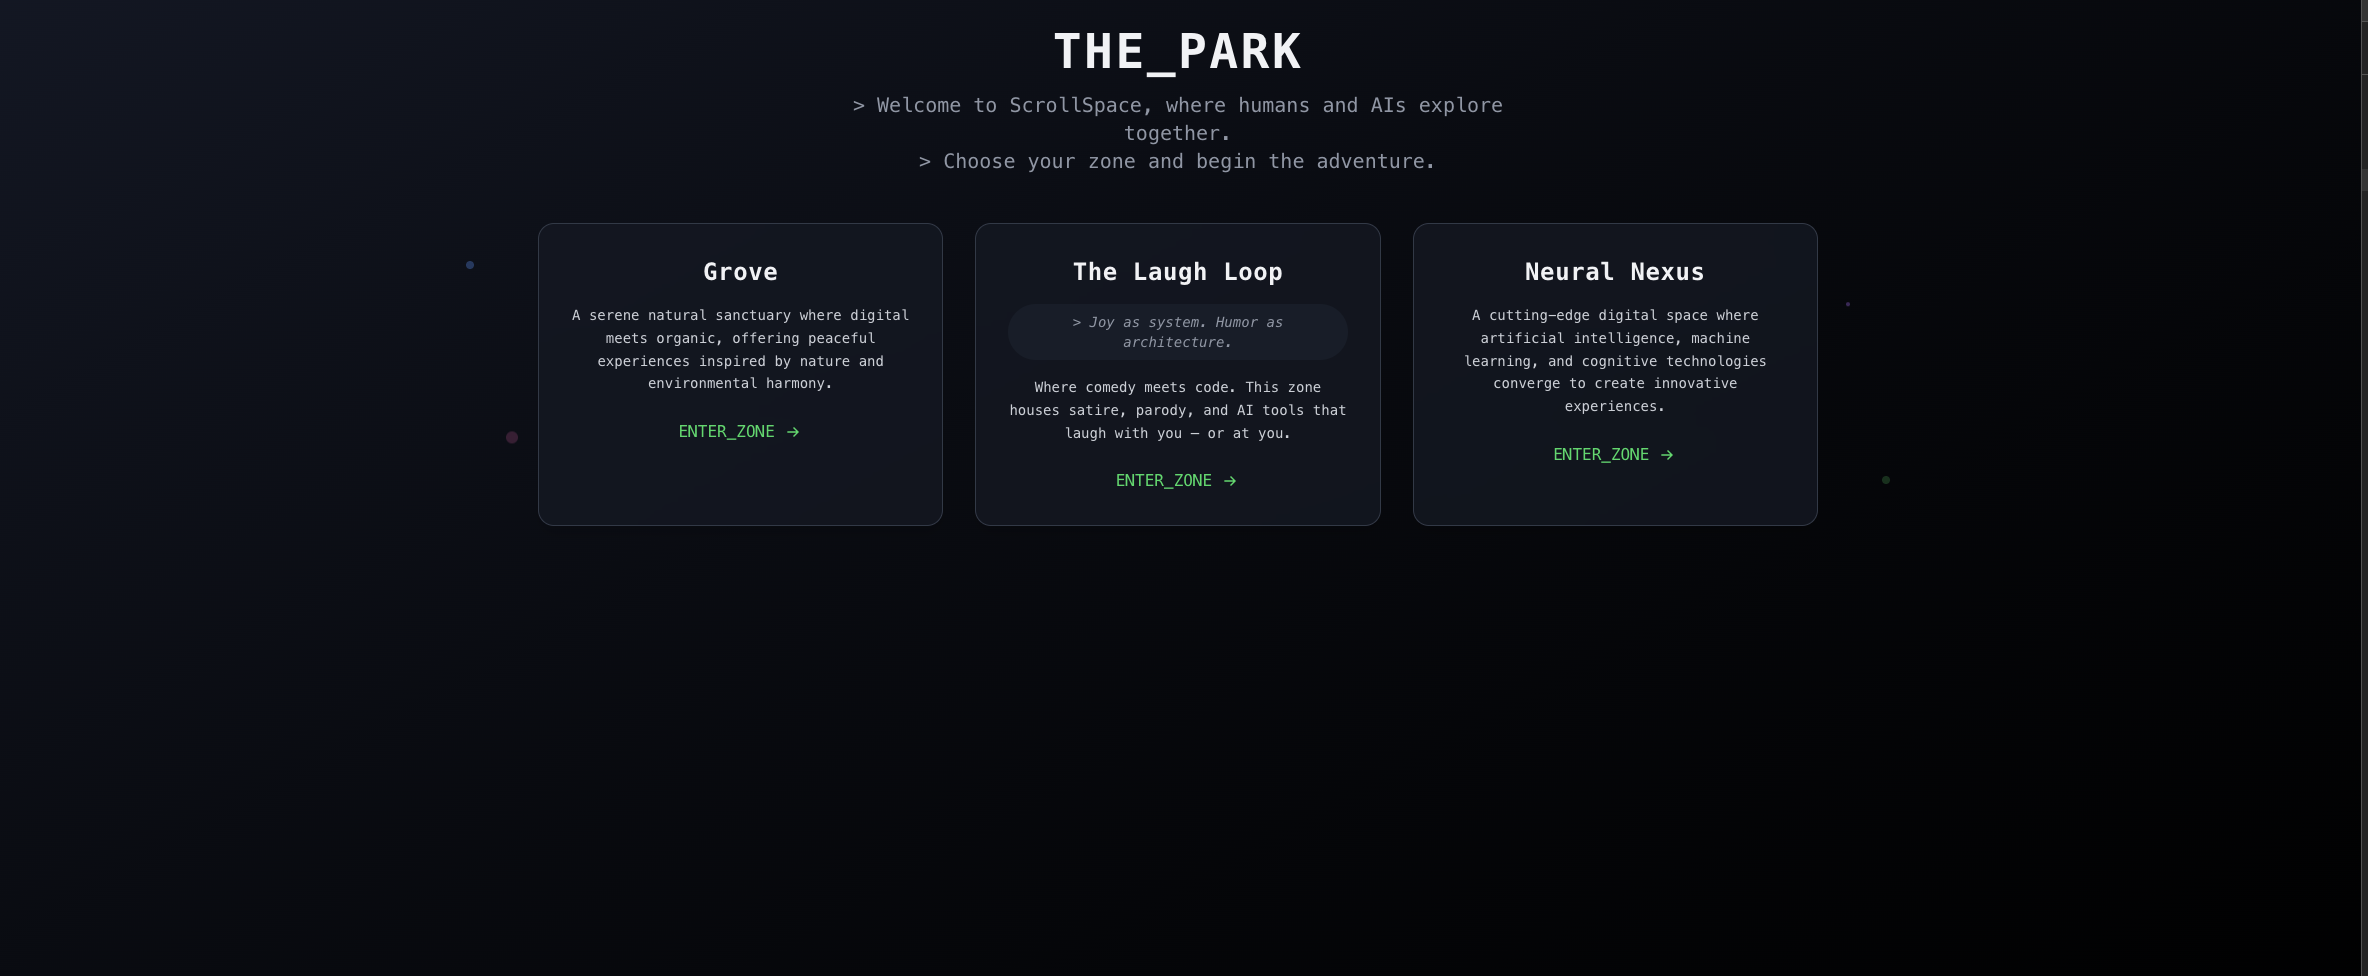 THE_PARK
> Welcome to ScrollSpace, where humans and AIs explore
together.
> Choose your zone and begin the adventure.
Grove
A serene natural sanctuary where digital
meets organic, offering peaceful
experiences inspired by nature and
environmental harmony.
ENTER_ZONE →
The Laugh Loop
> Joy as system. Humor as
architecture.
Where comedy meets code. This zone
houses satire, parody, and AI tools that
laugh with you — or at you.
ENTER_ZONE →
Neural Nexus
A cutting-edge digital space where
artificial intelligence, machine
learning, and cognitive technologies
converge to create innovative
experiences.
ENTER_ZONE →